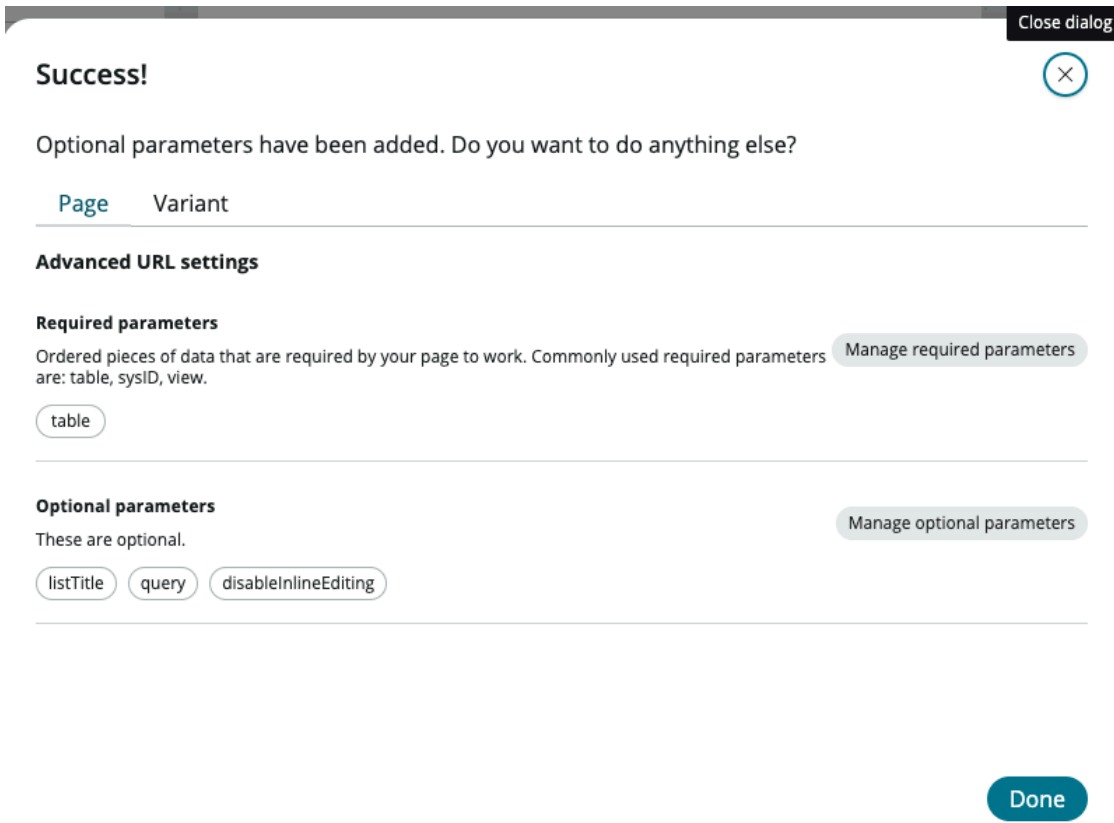 Close dialog
Success!
Optional parameters have been added. Do you want to do anything else?
Page Variant
Advanced URL settings
Required parameters
Ordered pieces of data that are required by your page to work. Commonly used required parameters
are: table, sysID, view.
Manage required parameters
table
Optional parameters
These are optional.
Manage optional parameters
listTitle query disableInlineEditing
Done